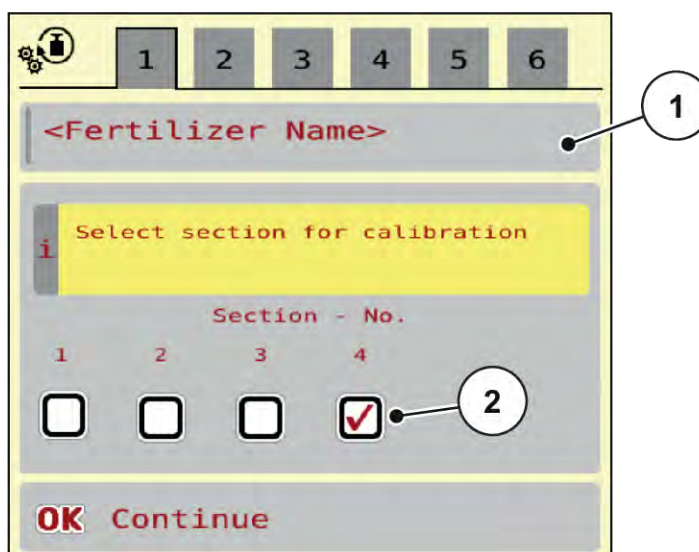 1 2 3 4 5 6
<Fertilizer Name>
1
i Select section for calibration
Section - No.
1 2 3 4
2
OK Continue